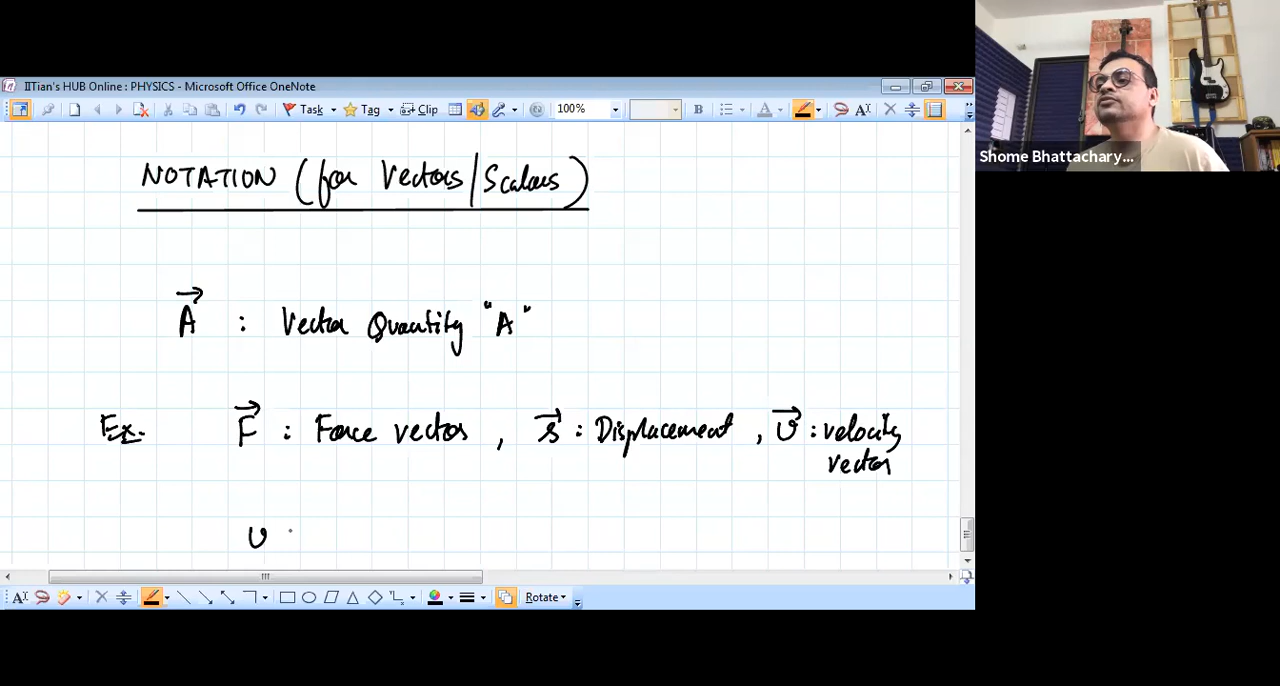 IITian's HUB Online : PHYSICS - Microsoft Office OneNote
Task Tag Clip 100% B
Shome Bhattachary...
NOTATION (for Vectors/Scalars)
A⃗ : Vector Quantity "A"
Ex. F⃗ : Force vector, s⃗ : Displacement, v⃗ : velocity
vector
v
Rotate